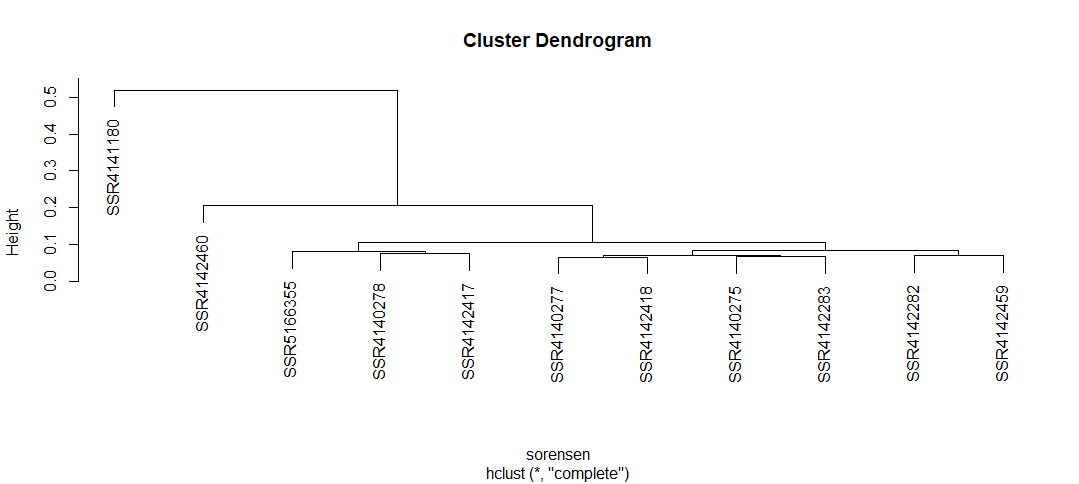 Cluster Dendrogram
Height
0.5
0.4
0.3
0.2
0.1
0.0
SSR4141180
SSR4142460
SSR5166355
SSR4140278
SSR4142417
SSR4140277
SSR4142418
SSR4140275
SSR4142283
SSR4142282
SSR4142459
sorensen
hclust (*, "complete")